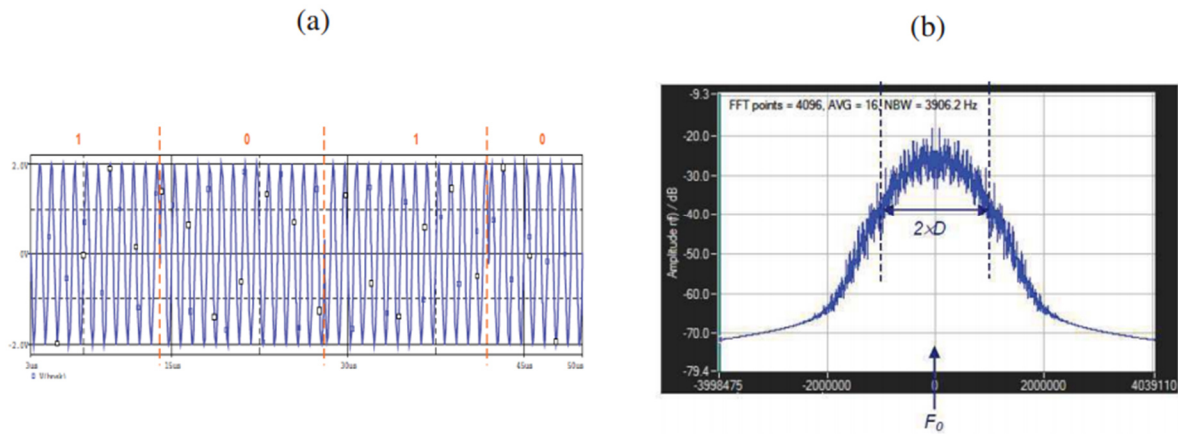 (a)
1 0 1 0
2.0V
0V
-2.0V
30us 45us 50us
(b)
-9.3
FFT points = 4096, AVG = 16, NBW = 3906.2 Hz
-20.0
-30.0
-40.0
-50.0
-60.0
-70.0
-79.4
Amplitude rf) / dB
2×D
-3998475 -2000000 0 2000000 4039110
F0